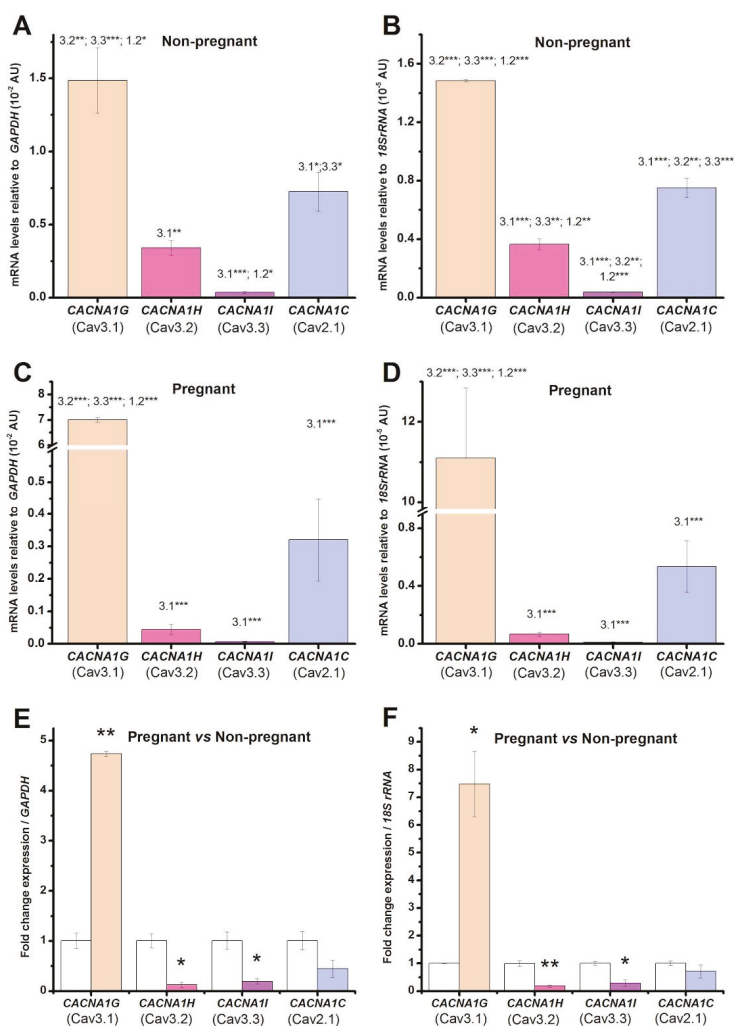 A
Non-pregnant
3.2**; 3.3***; 1.2*
3.1*;3.3*
3.1**
3.1***; 1.2*
mRNA levels relative to GAPDH (10-2 AU)
1.5
1.0
0.5
0.0
CACNA1G CACNA1H CACNA1I CACNA1C
(Cav3.1) (Cav3.2) (Cav3.3) (Cav2.1)
B
Non-pregnant
3.2***; 3.3***; 1.2***
3.1***; 3.2**; 3.3***
3.1***; 3.3**; 1.2**
3.1***; 3.2**;
1.2***
mRNA levels relative to 18SrRNA (10-5 AU)
1.6
1.2
0.8
0.4
0.0
CACNA1G CACNA1H CACNA1I CACNA1C
(Cav3.1) (Cav3.2) (Cav3.3) (Cav2.1)
C
Pregnant
3.2***; 3.3***; 1.2***
3.1***
3.1***
3.1***
mRNA levels relative to GAPDH (10-2 AU)
8
7
6
0.5
0.4
0.3
0.2
0.1
0.0
CACNA1G CACNA1H CACNA1I CACNA1C
(Cav3.1) (Cav3.2) (Cav3.3) (Cav2.1)
D
Pregnant
3.2***; 3.3***; 1.2***
3.1***
3.1***
3.1***
mRNA levels relative to 18SrRNA (10-5 AU)
12
10
0.8
0.6
0.4
0.2
0.0
CACNA1G CACNA1H CACNA1I CACNA1C
(Cav3.1) (Cav3.2) (Cav3.3) (Cav2.1)
E
Pregnant vs Non-pregnant
**
*
*
Fold change expression / GAPDH
5
4
3
2
1
0
CACNA1G CACNA1H CACNA1I CACNA1C
(Cav3.1) (Cav3.2) (Cav3.3) (Cav2.1)
F
Pregnant vs Non-pregnant
*
**
*
Fold change expression / 18S rRNA
9
8
7
6
5
4
3
2
1
0
CACNA1G CACNA1H CACNA1I CACNA1C
(Cav3.1) (Cav3.2) (Cav3.3) (Cav2.1)